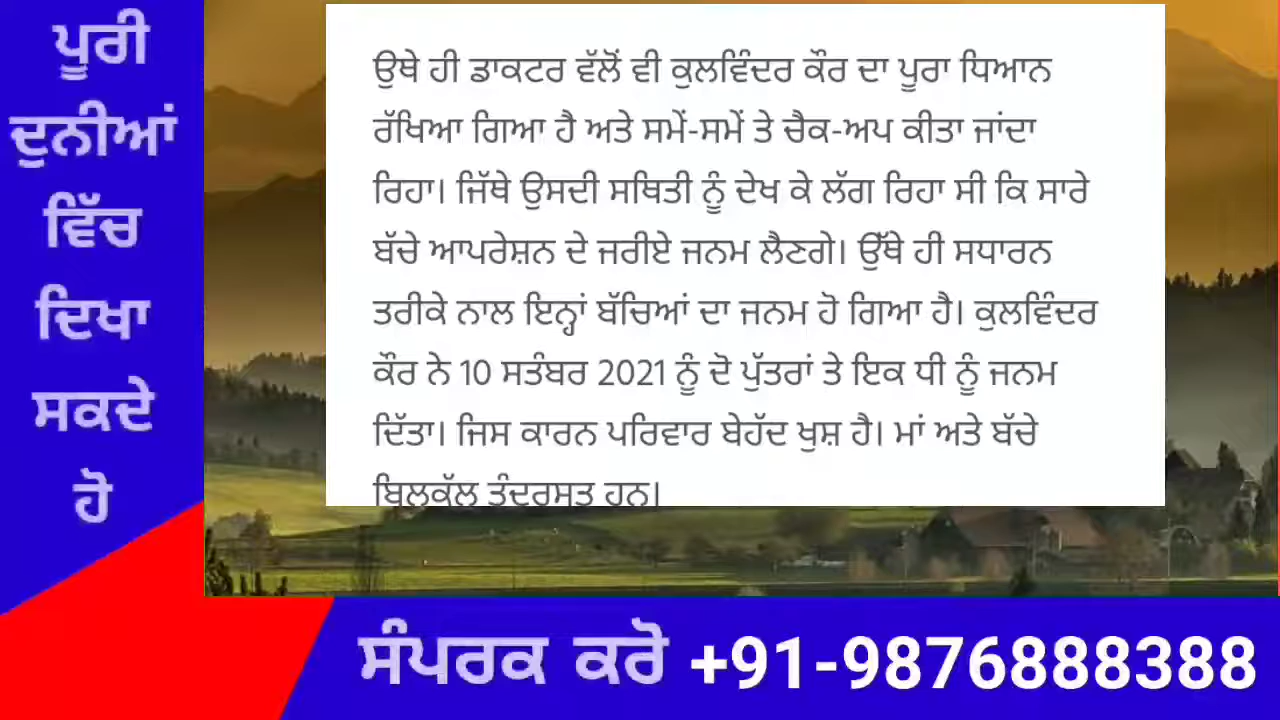 ਪੂਰੀ
ਦੁਨੀਆਂ
ਵਿੱਚ
ਦਿਖਾ
ਸਕਦੇ
ਹੋ
ਉਥੇ ਹੀ ਡਾਕਟਰ ਵੱਲੋਂ ਵੀ ਕੁਲਵਿੰਦਰ ਕੌਰ ਦਾ ਪੂਰਾ ਧਿਆਨ
ਰੱਖਿਆ ਗਿਆ ਹੈ ਅਤੇ ਸਮੇਂ-ਸਮੇਂ ਤੇ ਚੈਕ-ਅਪ ਕੀਤਾ ਜਾਂਦਾ
ਰਿਹਾ। ਜਿੱਥੇ ਉਸਦੀ ਸਥਿਤੀ ਨੂੰ ਦੇਖ ਕੇ ਲੱਗ ਰਿਹਾ ਸੀ ਕਿ ਸਾਰੇ
ਬੱਚੇ ਆਪਰੇਸ਼ਨ ਦੇ ਜਰੀਏ ਜਨਮ ਲੈਣਗੇ। ਉੱਥੇ ਹੀ ਸਧਾਰਨ
ਤਰੀਕੇ ਨਾਲ ਇਨ੍ਹਾਂ ਬੱਚਿਆਂ ਦਾ ਜਨਮ ਹੋ ਗਿਆ ਹੈ। ਕੁਲਵਿੰਦਰ
ਕੌਰ ਨੇ 10 ਸਤੰਬਰ 2021 ਨੂੰ ਦੋ ਪੁੱਤਰਾਂ ਤੇ ਇਕ ਧੀ ਨੂੰ ਜਨਮ
ਦਿੱਤਾ। ਜਿਸ ਕਾਰਨ ਪਰਿਵਾਰ ਬੇਹੱਦ ਖੁਸ਼ ਹੈ। ਮਾਂ ਅਤੇ ਬੱਚੇ
ਬਿਲਕੁੱਲ ਤੰਦਰੁਸਤ ਹਨ।
ਸੰਪਰਕ ਕਰੋ +91-9876888388